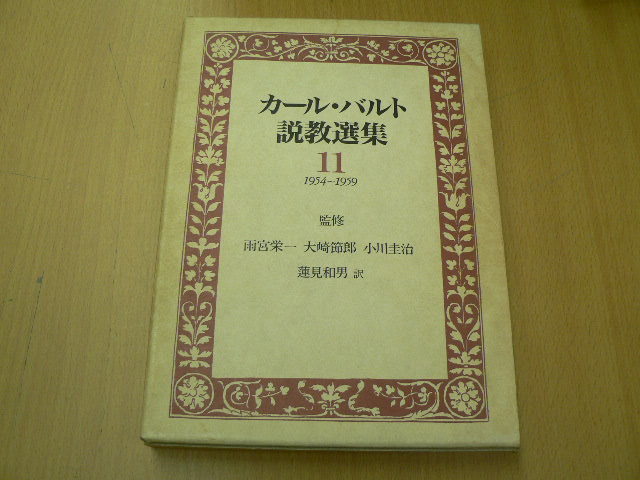 カール・バルト
説教選集
11
1954-1959
監修
雨宮栄一 大崎節郎 小川圭治
蓮見和男 訳